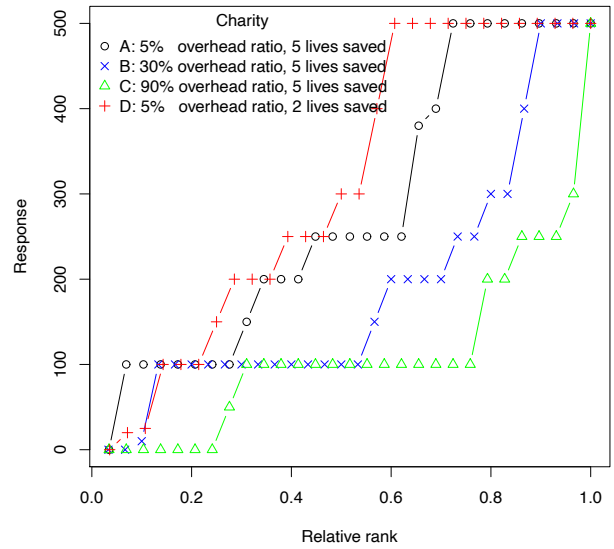 Charity
A: 5% overhead ratio, 5 lives saved
B: 30% overhead ratio, 5 lives saved
C: 90% overhead ratio, 5 lives saved
D: 5% overhead ratio, 2 lives saved
500
400
300
200
100
0
Response
0.0 0.2 0.4 0.6 0.8 1.0
Relative rank